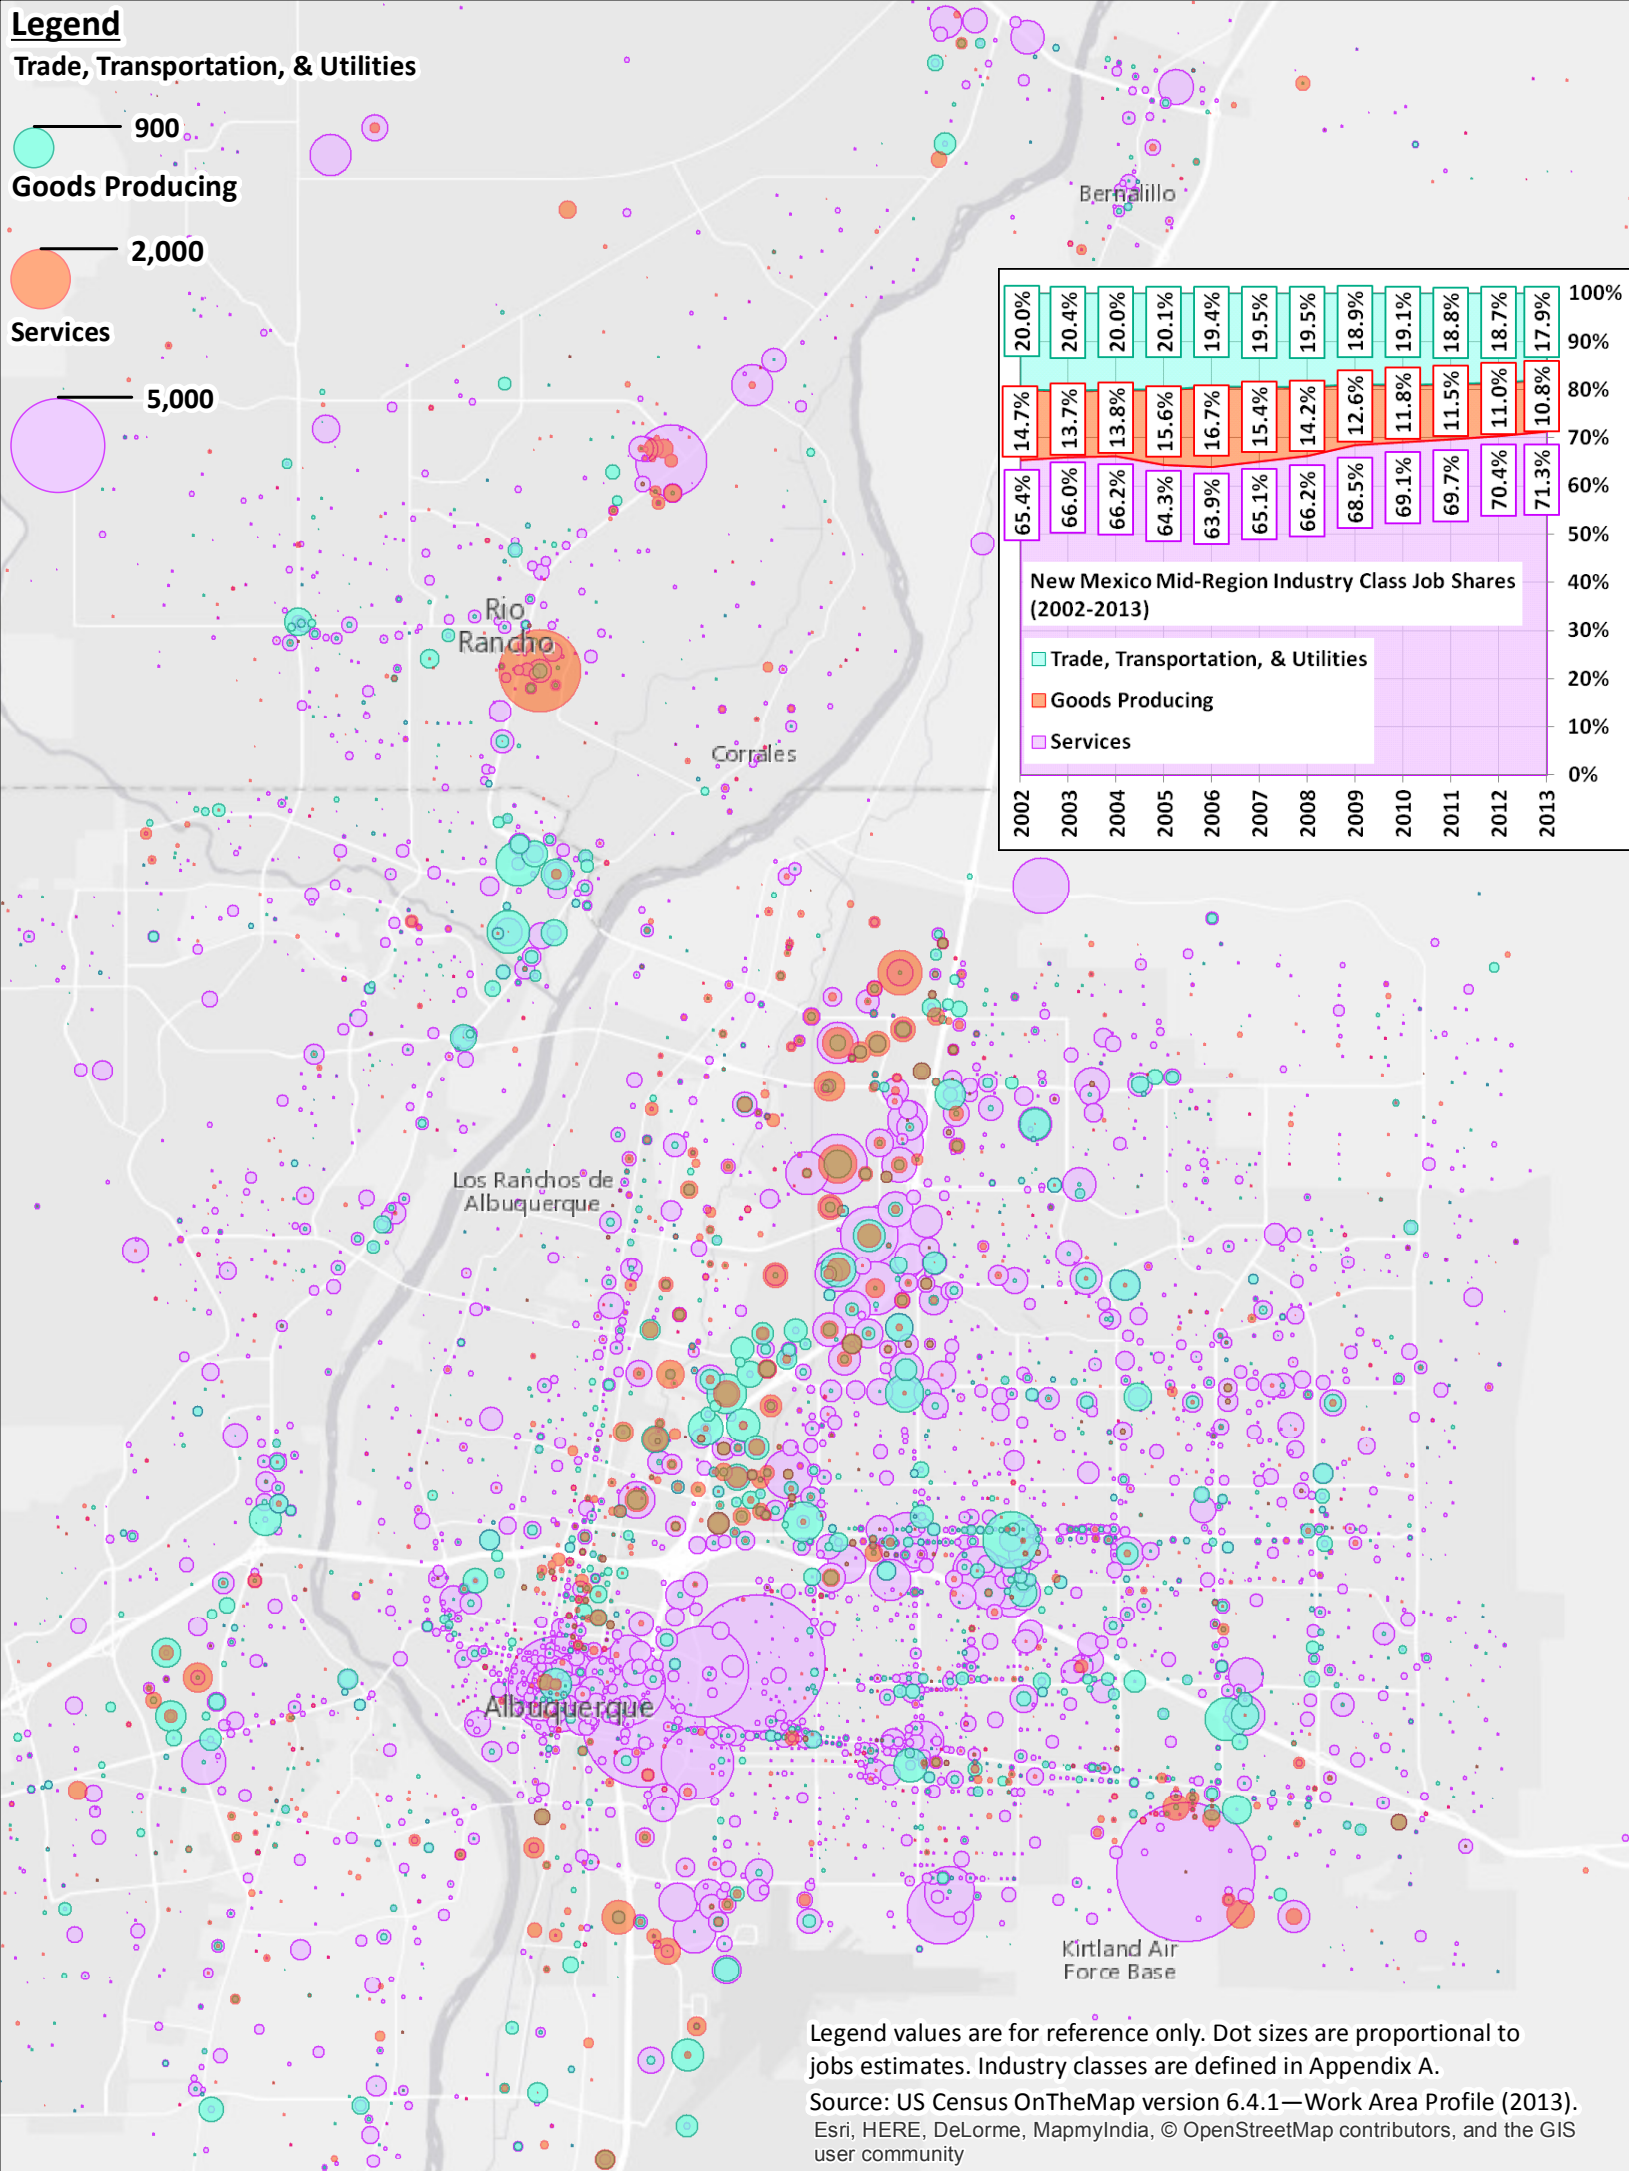 Legend
Trade, Transportation, & Utilities
900
Goods Producing
2,000
Services
5,000
Bernalillo
20.0% 20.4% 20.0% 20.1% 19.4% 19.5% 19.5% 18.9% 19.1% 18.8% 18.7% 17.9%
14.7% 13.7% 13.8% 15.6% 16.7% 15.4% 14.2% 12.6% 11.8% 11.5% 11.0% 10.8%
65.4% 66.0% 66.2% 64.3% 63.9% 65.1% 66.2% 68.5% 69.1% 69.7% 70.4% 71.3%
100%
90%
80%
70%
60%
50%
40%
30%
20%
10%
0%
New Mexico Mid-Region Industry Class Job Shares
(2002-2013)
Trade, Transportation, & Utilities
Goods Producing
Services
2002 2003 2004 2005 2006 2007 2008 2009 2010 2011 2012 2013
Rio
Rancho
Corrales
Los Ranchos de
Albuquerque
Albuquerque
Kirtland Air
Force Base
Legend values are for reference only. Dot sizes are proportional to
jobs estimates. Industry classes are defined in Appendix A.
Source: US Census OnTheMap version 6.4.1—Work Area Profile (2013).
Esri, HERE, DeLorme, MapmyIndia, © OpenStreetMap contributors, and the GIS
user community